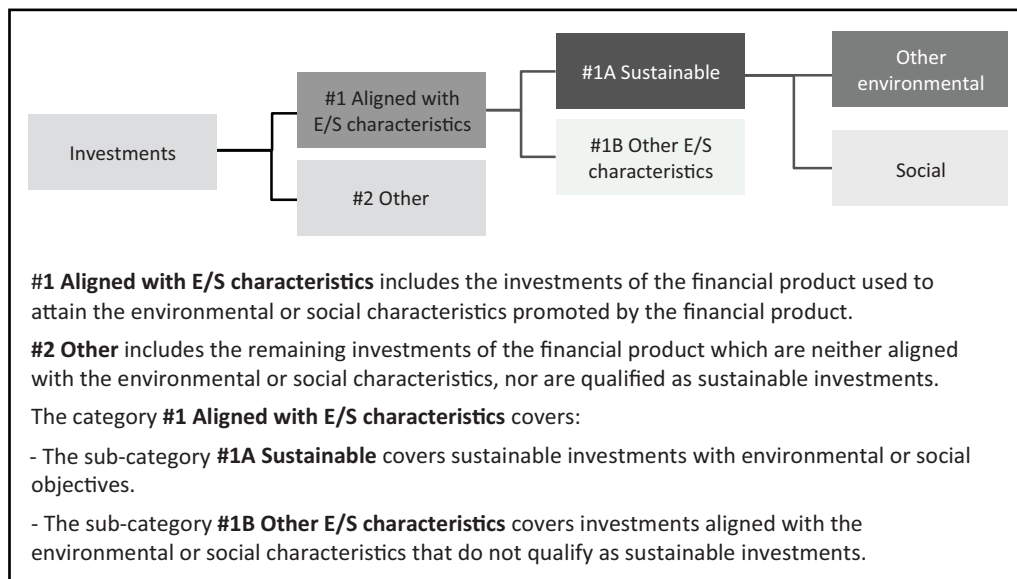 Investments
#1 Aligned with
E/S characteristics
#2 Other
#1A Sustainable
#1B Other E/S
characteristics
Other
environmental
Social
#1 Aligned with E/S characteristics includes the investments of the financial product used to
attain the environmental or social characteristics promoted by the financial product.
#2 Other includes the remaining investments of the financial product which are neither aligned
with the environmental or social characteristics, nor are qualified as sustainable investments.
The category #1 Aligned with E/S characteristics covers:
- The sub-category #1A Sustainable covers sustainable investments with environmental or social
objectives.
- The sub-category #1B Other E/S characteristics covers investments aligned with the
environmental or social characteristics that do not qualify as sustainable investments.